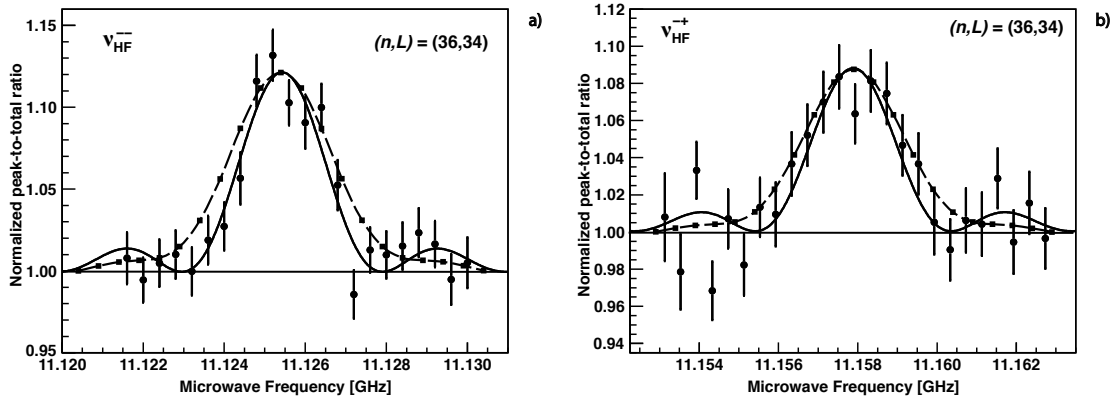 a)
ν
--
HF
(n,L) = (36,34)
Normalized peak-to-total ratio
1.15
1.10
1.05
1.00
0.95
11.120 11.122 11.124 11.126 11.128 11.130
Microwave Frequency [GHz]
b)
ν
-+
HF
(n,L) = (36,34)
Normalized peak-to-total ratio
1.12
1.10
1.08
1.06
1.04
1.02
1.00
0.98
0.96
0.94
11.154 11.156 11.158 11.160 11.162
Microwave Frequency [GHz]